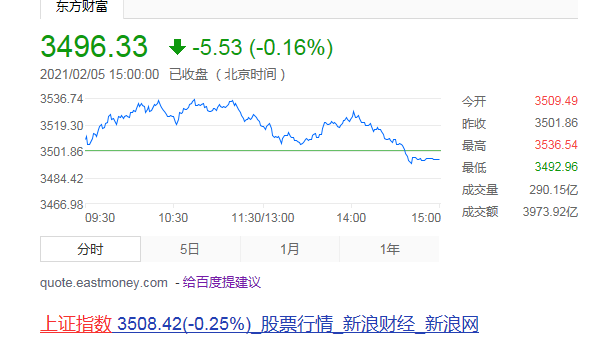 东方财富
3496.33 -5.53 (-0.16%)
2021/02/05 15:00:00 已收盘 ( 北京时间 )
3536.74
3519.30
3501.86
3484.42
3466.98
09:30 10:30 11:30/13:00 14:00 15:00
今开 3509.49
昨收 3501.86
最高 3536.54
最低 3492.96
成交量 290.15亿
成交额 3973.92亿
分时 5日 1月 1年
quote.eastmoney.com - 给百度提建议
上证指数 3508.42(-0.25%)_股票行情_新浪财经_新浪网